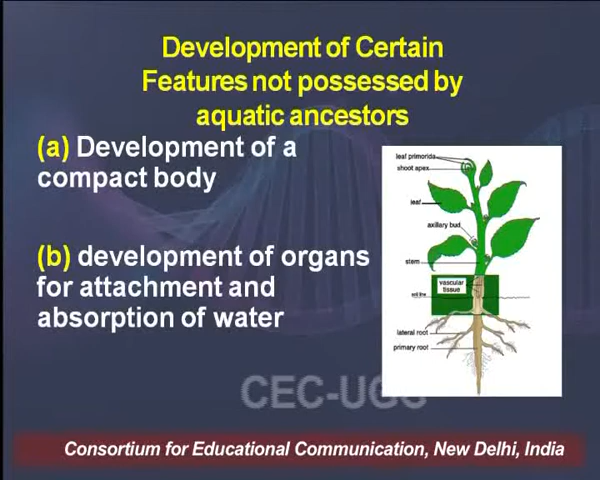 Development of Certain
Features not possessed by
aquatic ancestors
(a) Development of a
compact body
(b) development of organs
for attachment and
absorption of water
leaf primordia
shoot apex
leaf
axillary bud
stem
vascular
tissue
soil line
lateral root
primary root
CEC-UGC
Consortium for Educational Communication, New Delhi, India